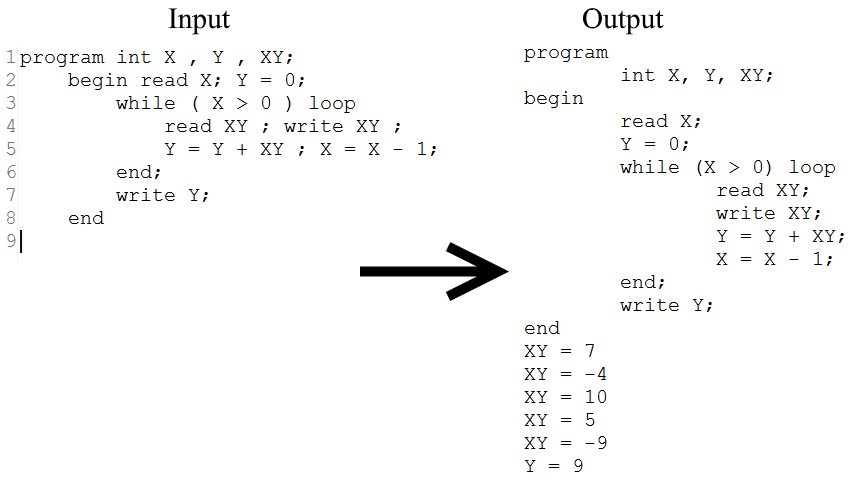 Input
1 program int X , Y , XY;
2     begin read X; Y = 0;
3         while ( X > 0 ) loop
4             read XY ; write XY ;
5             Y = Y + XY ; X = X - 1;
6         end;
7         write Y;
8     end
9
Output
program
        int X, Y, XY;
begin
        read X;
        Y = 0;
        while (X > 0) loop
                read XY;
                write XY;
                Y = Y + XY;
                X = X - 1;
        end;
        write Y;
end
XY = 7
XY = -4
XY = 10
XY = 5
XY = -9
Y = 9